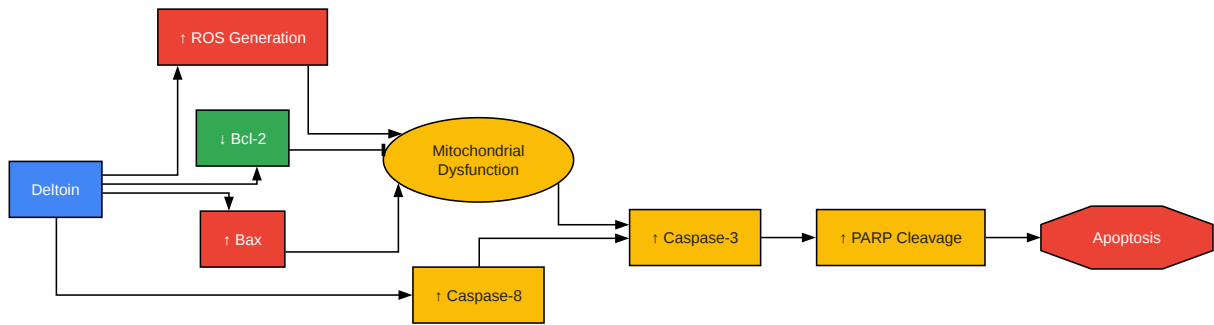 ↑ ROS Generation
↓ Bcl-2
Mitochondrial
Dysfunction
Deltoin
↑ Bax
↑ Caspase-3
↑ PARP Cleavage
Apoptosis
↑ Caspase-8